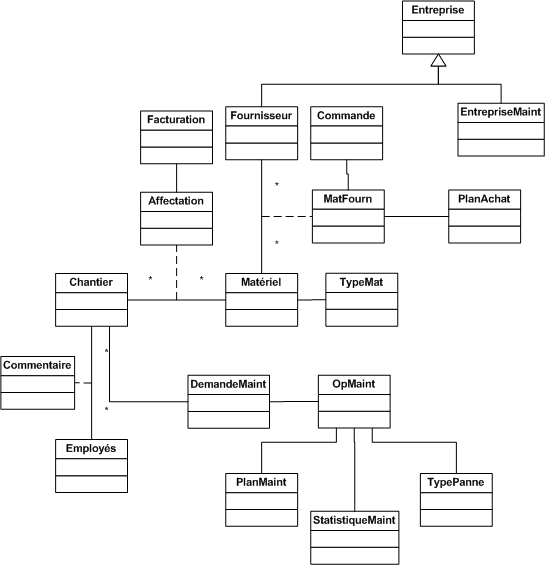 Entreprise
Facturation
Fournisseur
Commande
EntrepriseMaint
*
Affectation
MatFourn
PlanAchat
*
Chantier
*
*
Matériel
TypeMat
Commentaire
*
DemandeMaint
OpMaint
*
Employés
PlanMaint
TypePanne
StatistiqueMaint